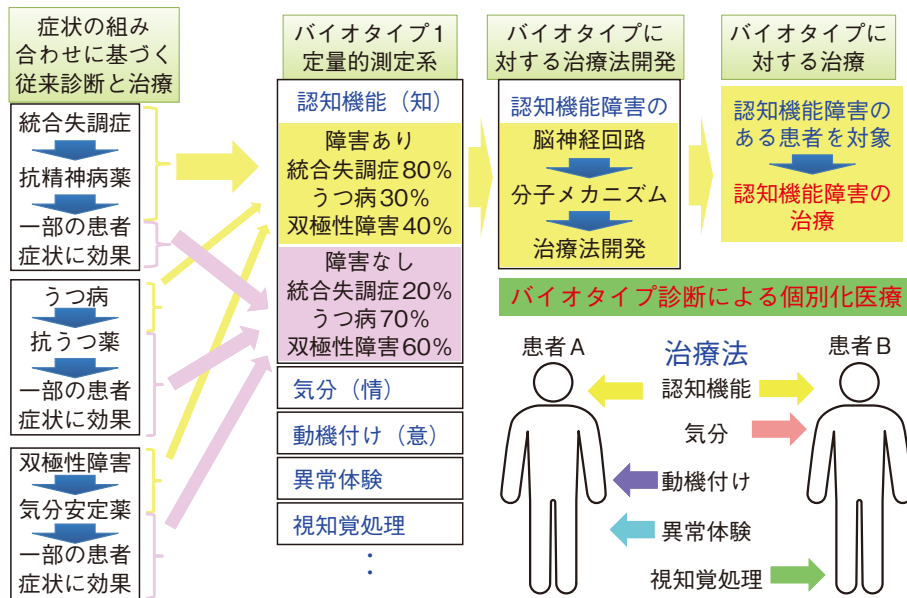 症状の組み
合わせに基づく
従来診断と治療
統合失調症
抗精神病薬
一部の患者
症状に効果
うつ病
抗うつ薬
一部の患者
症状に効果
双極性障害
気分安定薬
一部の患者
症状に効果
バイオタイプ1
定量的測定系
認知機能（知）
障害あり
統合失調症80%
うつ病30%
双極性障害40%
障害なし
統合失調症20%
うつ病70%
双極性障害60%
気分（情）
動機付け（意）
異常体験
視知覚処理
・
・
バイオタイプに
対する治療法開発
認知機能障害の
脳神経回路
分子メカニズム
治療法開発
バイオタイプに
対する治療
認知機能障害の
ある患者を対象
認知機能障害の
治療
バイオタイプ診断による個別化医療
患者A
治療法
患者B
認知機能
気分
動機付け
異常体験
視知覚処理